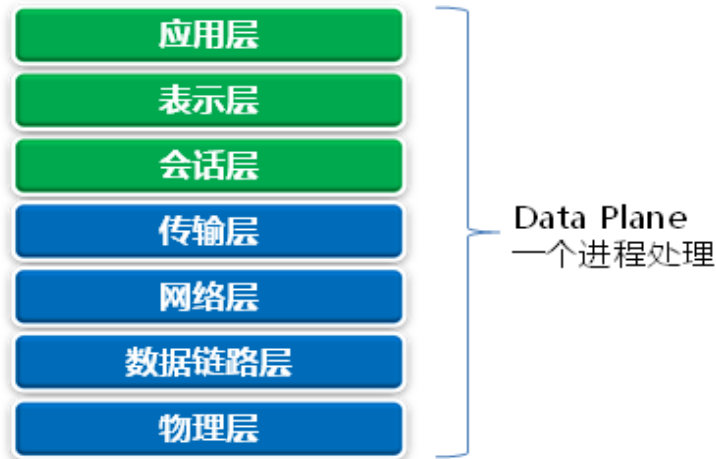 应用层
表示层
会话层
传输层
网络层
数据链路层
物理层
Data Plane
一个进程处理